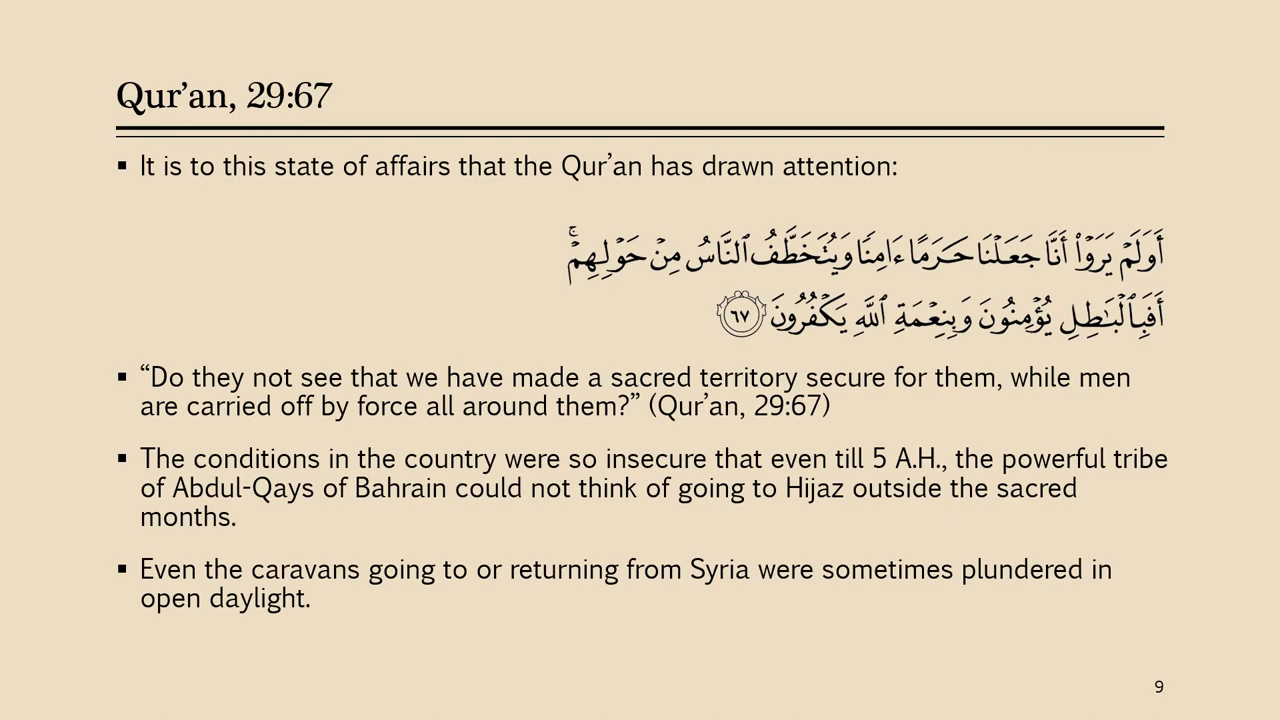 Qur’an, 29:67
▪ It is to this state of affairs that the Qur’an has drawn attention:
أَوَلَمْ يَرَوْا۟ أَنَّا جَعَلْنَا حَرَمًا ءَامِنًا وَيُتَخَطَّفُ ٱلنَّاسُ مِنْ حَوْلِهِمْ ۚ
أَفَبِٱلْبَـٰطِلِ يُؤْمِنُونَ وَبِنِعْمَةِ ٱللَّهِ يَكْفُرُونَ ٦٧
▪ “Do they not see that we have made a sacred territory secure for them, while men
are carried off by force all around them?” (Qur’an, 29:67)
▪ The conditions in the country were so insecure that even till 5 A.H., the powerful tribe
of Abdul-Qays of Bahrain could not think of going to Hijaz outside the sacred
months.
▪ Even the caravans going to or returning from Syria were sometimes plundered in
open daylight.
9